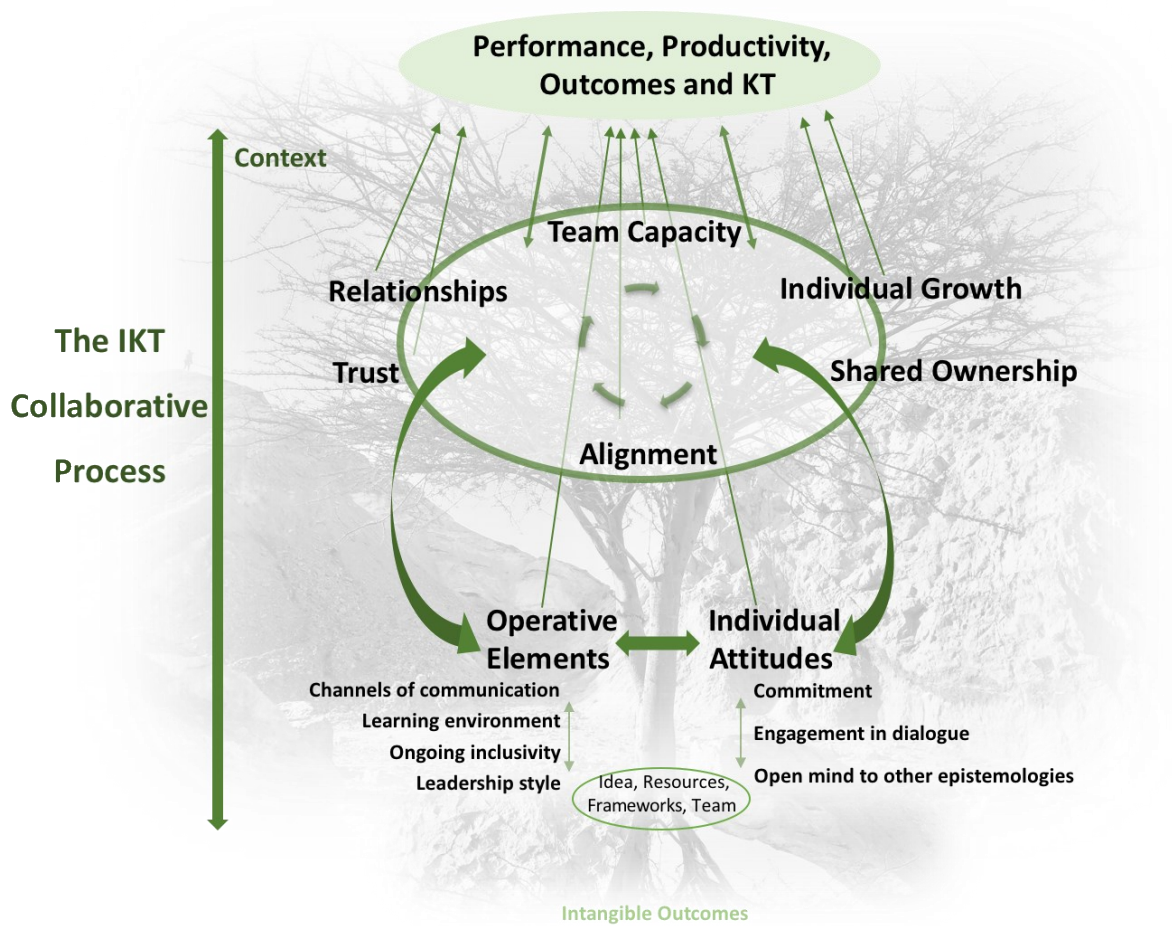 Performance, Productivity,
Outcomes and KT
Context
Team Capacity
Relationships
Individual Growth
The IKT
Collaborative
Process
Trust
Shared Ownership
Alignment
Operative
Elements
Individual
Attitudes
Channels of communication
Learning environment
Ongoing inclusivity
Leadership style
Commitment
Engagement in dialogue
Open mind to other epistemologies
Idea, Resources,
Frameworks, Team
Intangible Outcomes